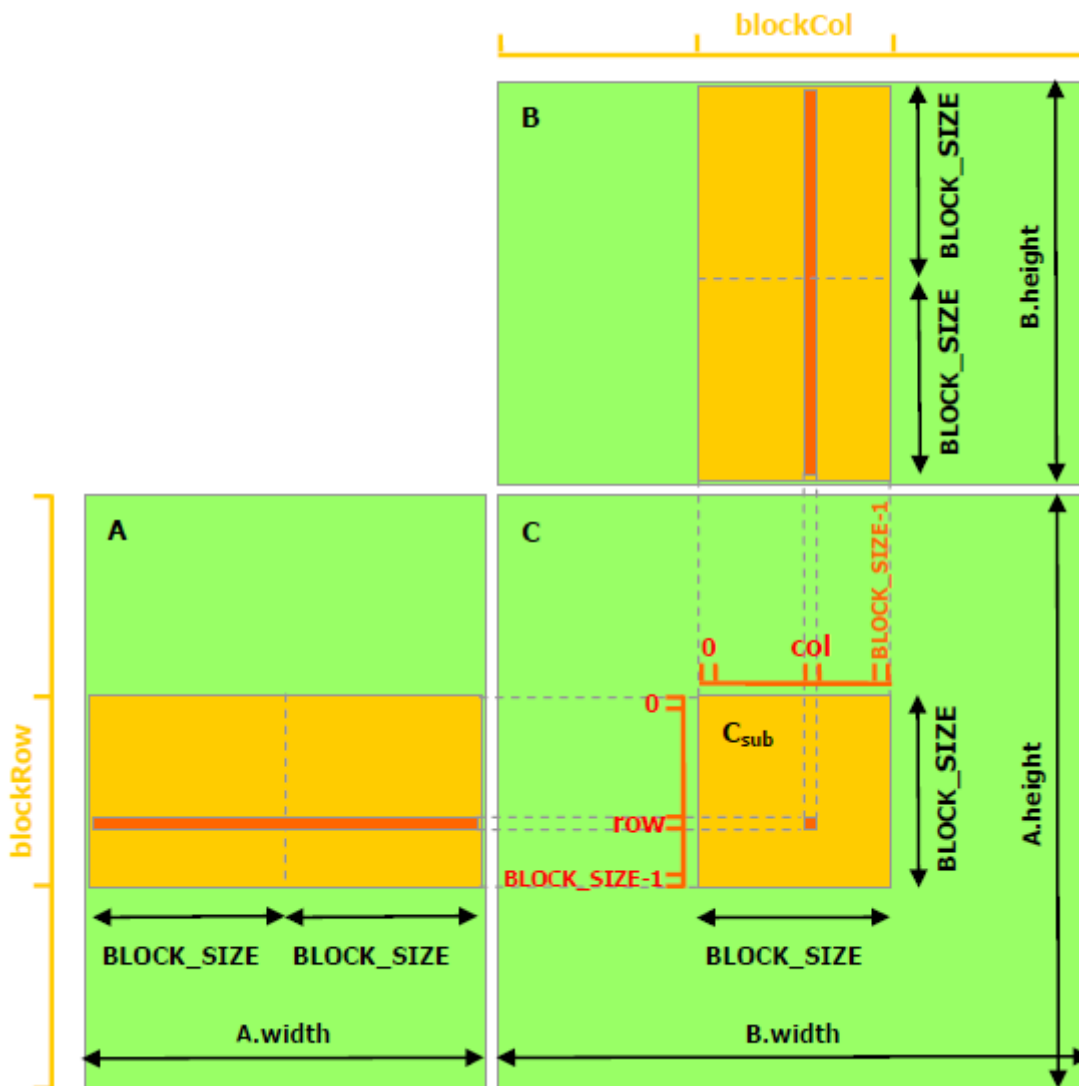 blockCol
B
BLOCK_SIZE
BLOCK_SIZE
B.height
A
C
BLOCK_SIZE-1
0
col
0
Csub
BLOCK_SIZE
A.height
blockRow
row
BLOCK_SIZE-1
BLOCK_SIZE
BLOCK_SIZE
BLOCK_SIZE
A.width
B.width